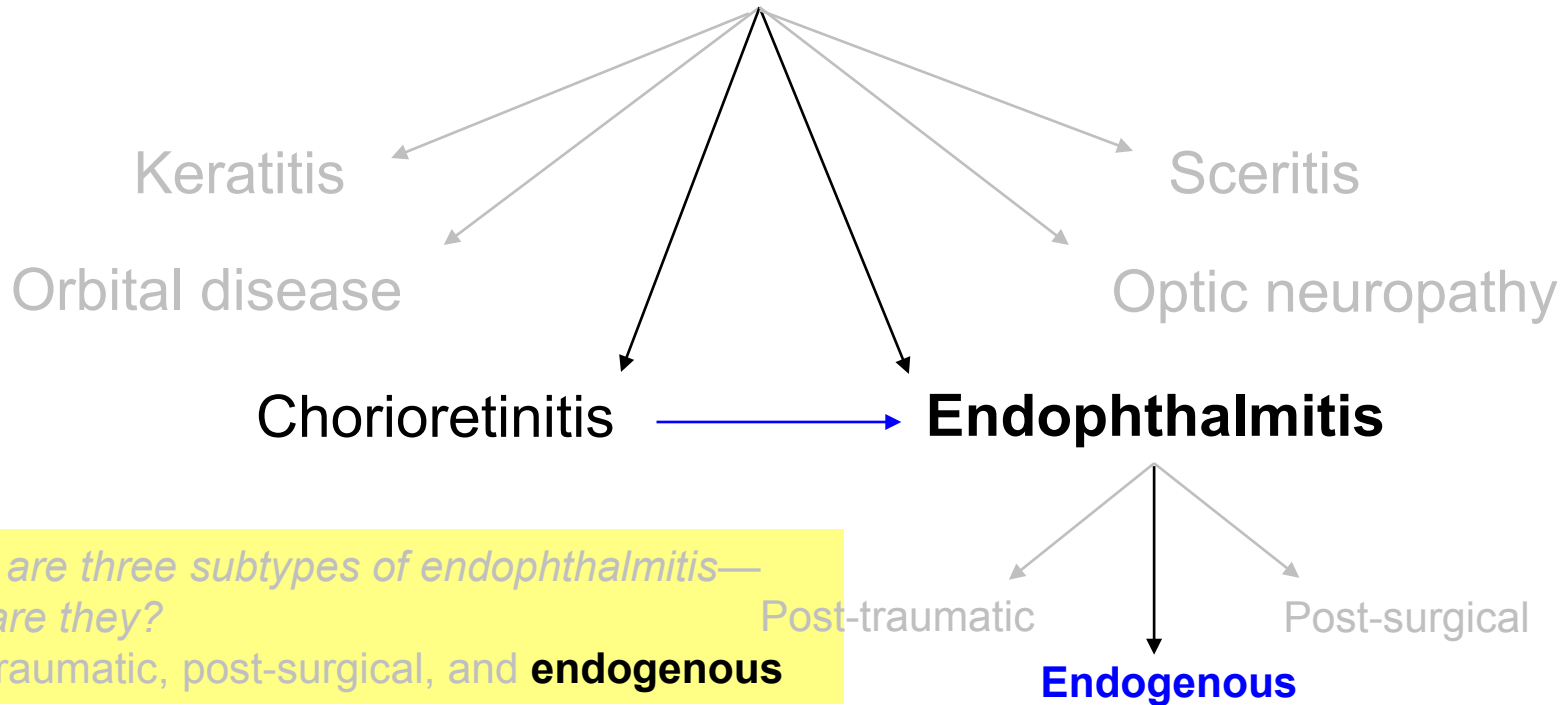 Keratitis
Sceritis
Orbital disease
Optic neuropathy
Chorioretinitis
Endophthalmitis
are three subtypes of endophthalmitis—
are they?
Post-traumatic
Post-surgical
raumatic, post-surgical, and endogenous
Endogenous